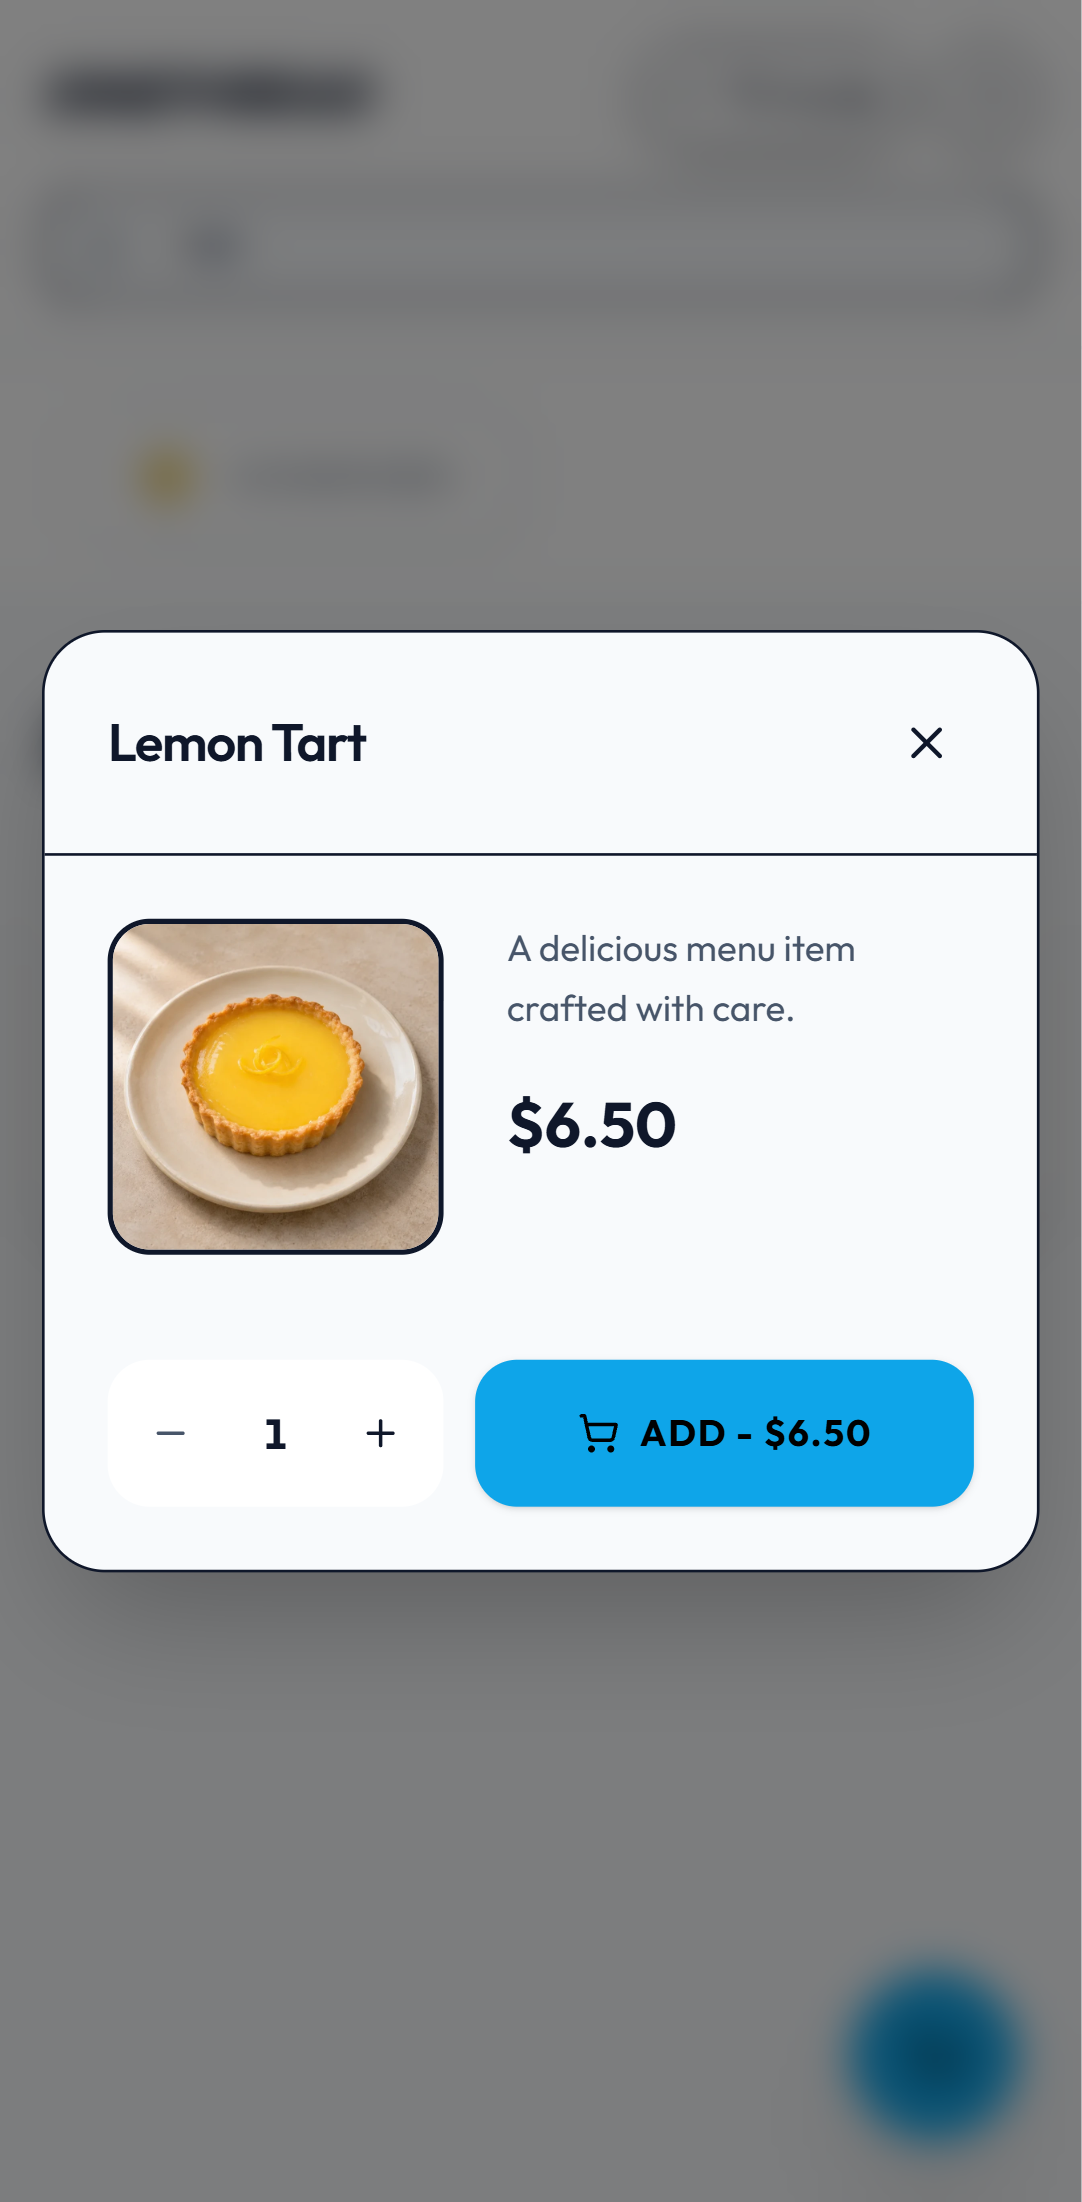 Lemon Tart
A delicious menu item
crafted with care.
$6.50
1
ADD - $6.50